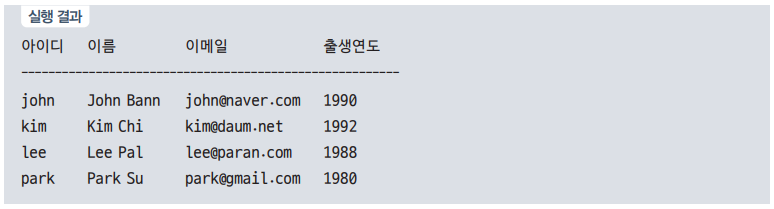 실행 결과
아이디 이름 이메일 출생연도
--------------------------------------------------------
john John Bann john@naver.com 1990
kim Kim Chi kim@daum.net 1992
lee Lee Pal lee@paran.com 1988
park Park Su park@gmail.com 1980